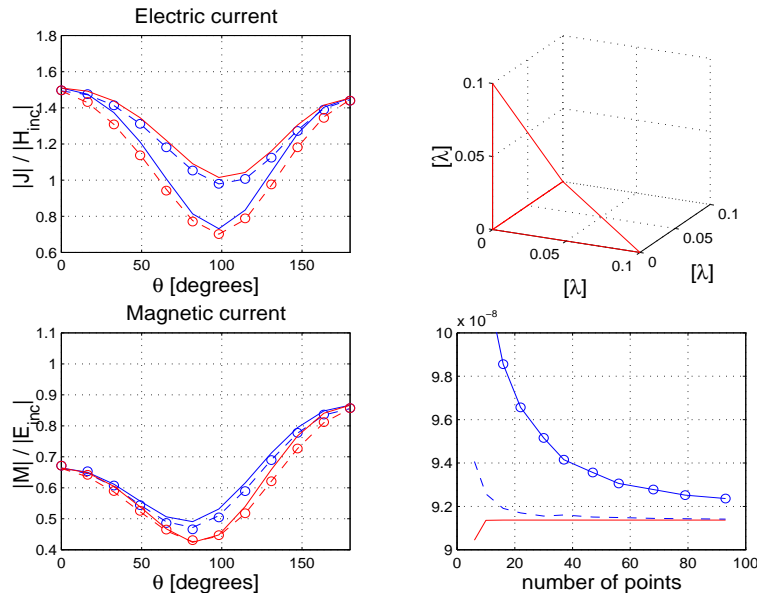 Electric current
|J| / |H_inc|
1.8
1.6
1.4
1.2
1
0.8
0.6
0 50 100 150
θ [degrees]
[λ]
0.1
0.05
0
0
0.05
0.1
[λ]
0
0.05
0.1
[λ]
Magnetic current
|M| / |E_inc|
1.1
1
0.9
0.8
0.7
0.6
0.5
0.4
0 50 100 150
θ [degrees]
x 10^-8
10
9.8
9.6
9.4
9.2
9
0 20 40 60 80 100
number of points